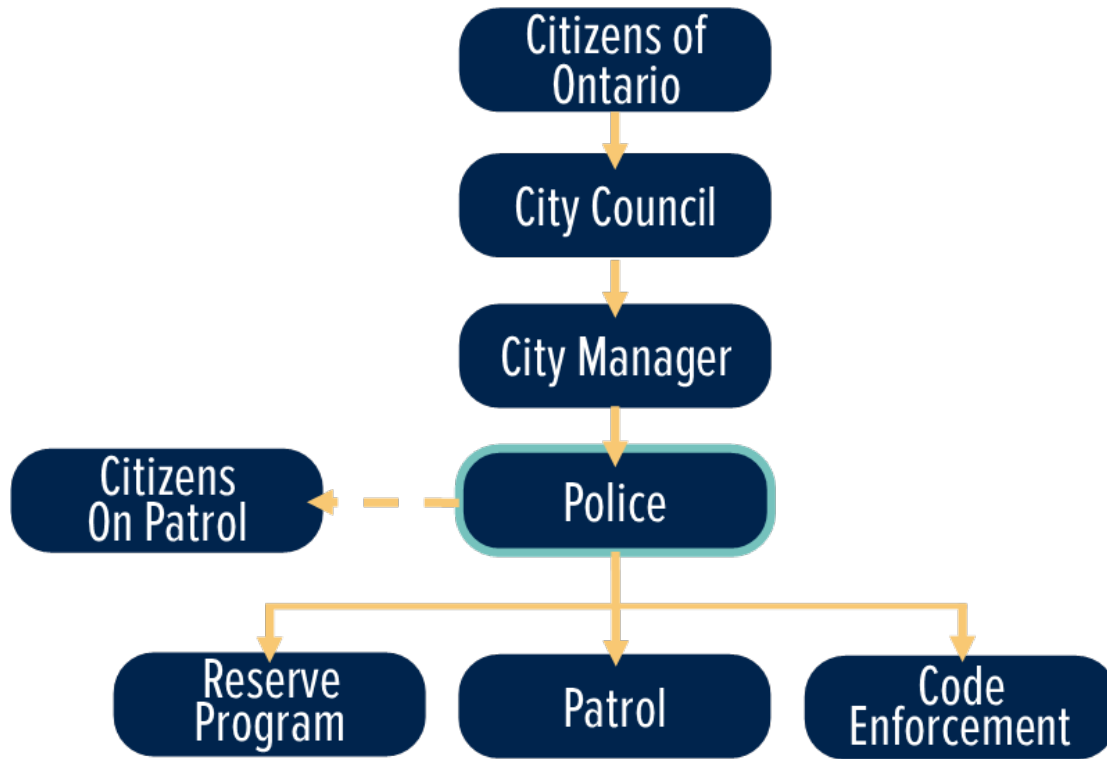 Citizens of
Ontario
City Council
City Manager
Citizens
On Patrol
Police
Reserve
Program
Patrol
Code
Enforcement